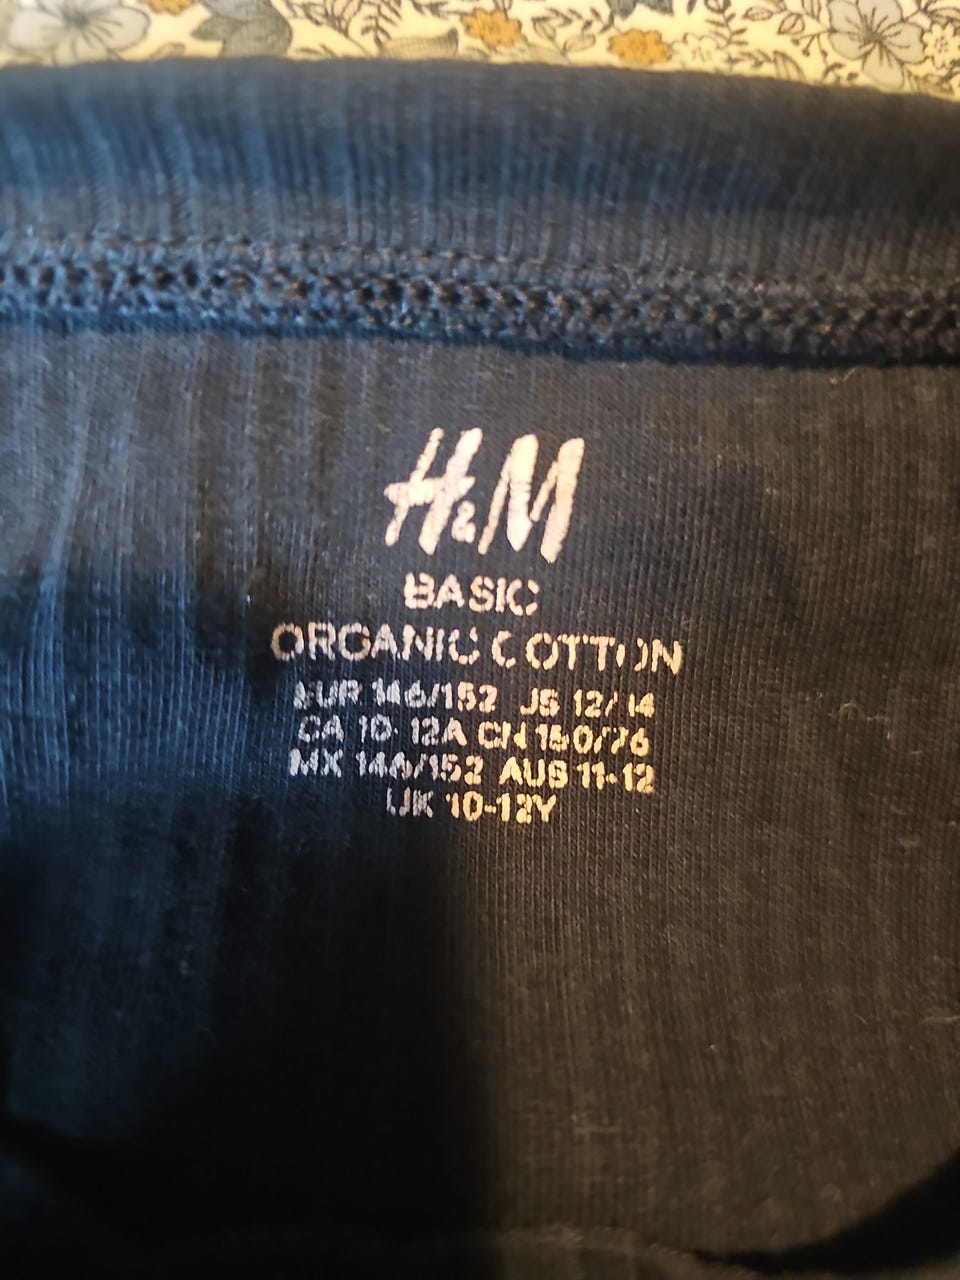 H&M
BASIC
ORGANIC COTTON
EUR 146/152 US 12/14
CA 10-12A CN 150/76
MX 146/152 AUS 11-12
UK 10-12Y